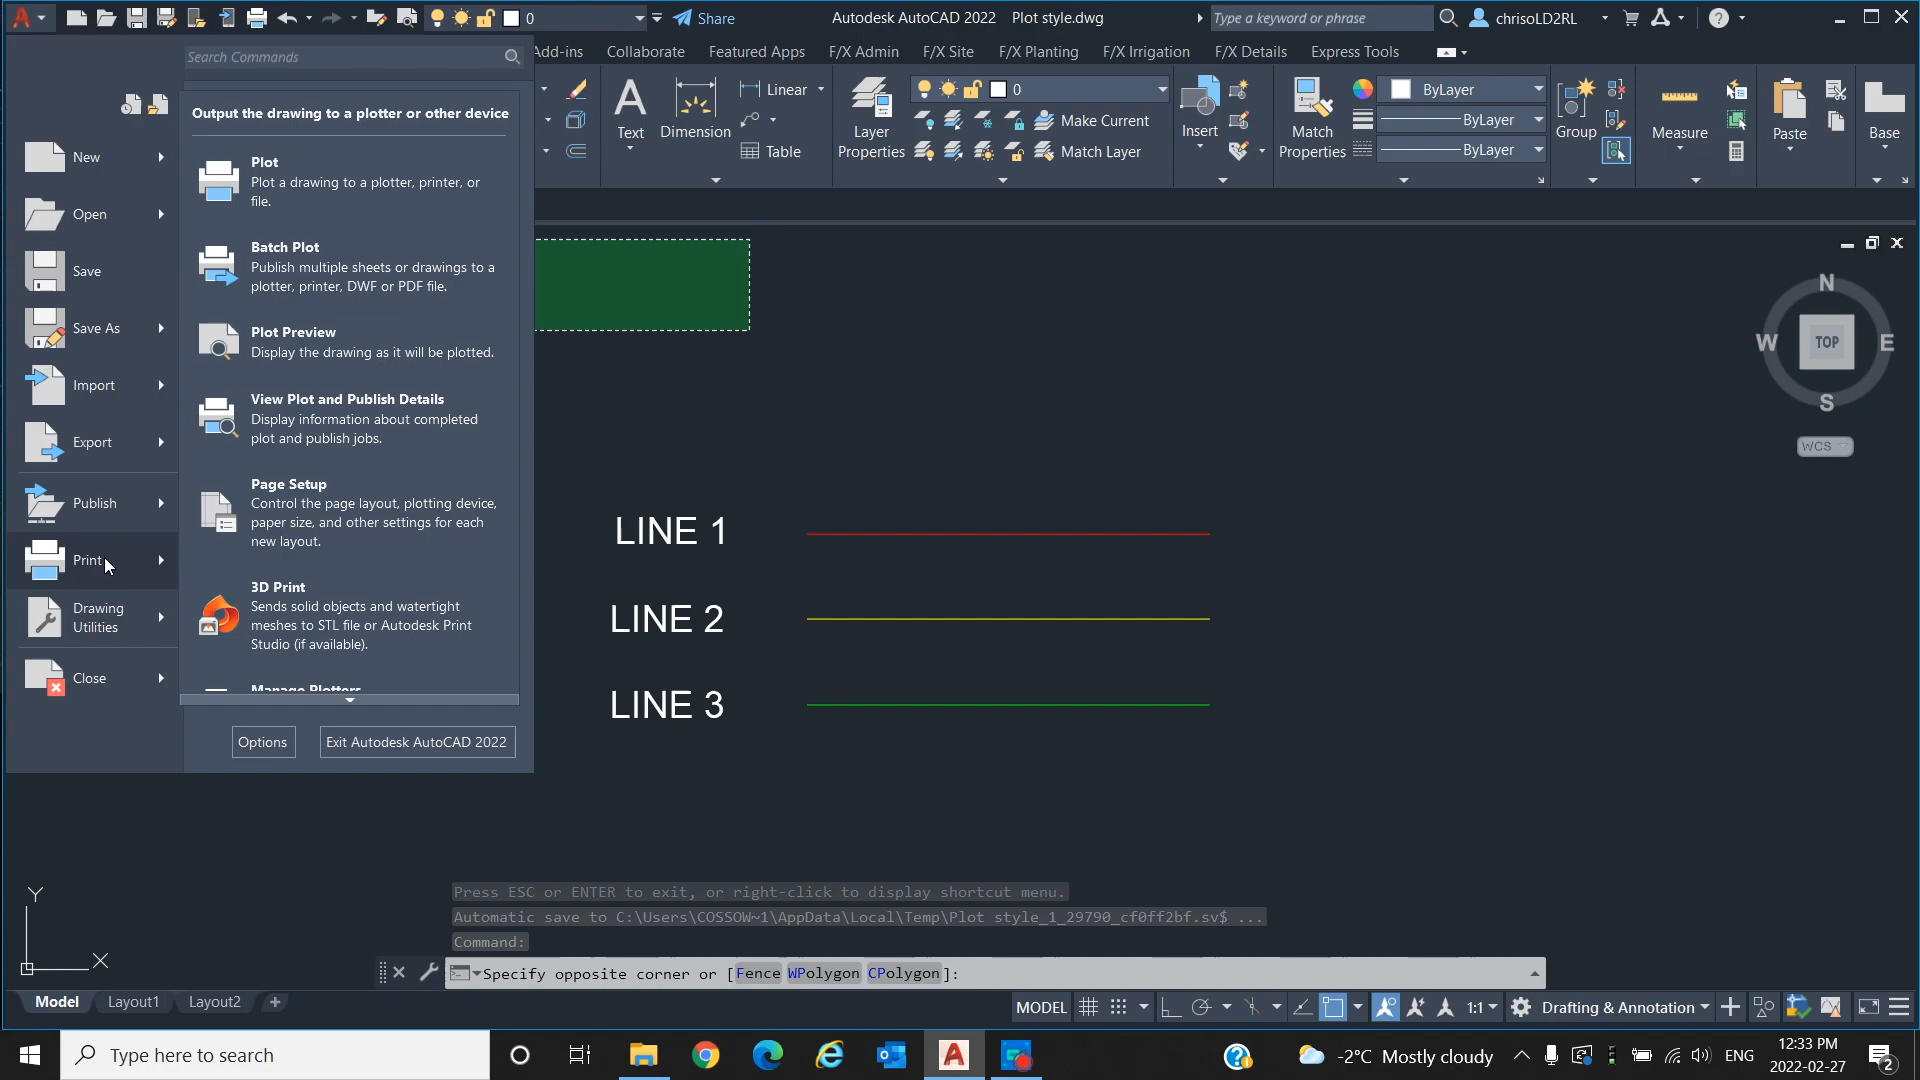 0
Share
Autodesk AutoCAD 2022 Plot style.dwg
Type a keyword or phrase
chrisoLD2RL
Search Commands
Add-ins
Collaborate
Featured Apps
F/X Admin
F/X Site
F/X Planting
F/X Irrigation
F/X Details
Express Tools
Output the drawing to a plotter or other device
New
Open
Save
Save As
Import
Export
Publish
Print
Drawing
Utilities
Close
Plot
Plot a drawing to a plotter, printer, or
file.
Batch Plot
Publish multiple sheets or drawings to a
plotter, printer, DWF or PDF file.
Plot Preview
Display the drawing as it will be plotted.
View Plot and Publish Details
Display information about completed
plot and publish jobs.
Page Setup
Control the page layout, plotting device,
paper size, and other settings for each
new layout.
3D Print
Sends solid objects and watertight
meshes to STL file or Autodesk Print
Studio (if available).
Manage Plotters
Options
Exit Autodesk AutoCAD 2022
Text
Dimension
Linear
Table
Layer
Properties
0
Make Current
Match Layer
Insert
Match
Properties
ByLayer
ByLayer
ByLayer
Group
Measure
Paste
Base
N
W
TOP
E
S
WCS
LINE 1
LINE 2
LINE 3
Y
X
Press ESC or ENTER to exit, or right-click to display shortcut menu.
Automatic save to C:\Users\COSSOW~1\AppData\Local\Temp\Plot style_1_29790_cf0ff2bf.sv$ ...
Command:
Specify opposite corner or [Fence WPolygon CPolygon]:
Model
Layout1
Layout2
MODEL
1:1
Drafting & Annotation
Type here to search
-2°C Mostly cloudy
ENG
12:33 PM
2022-02-27
2